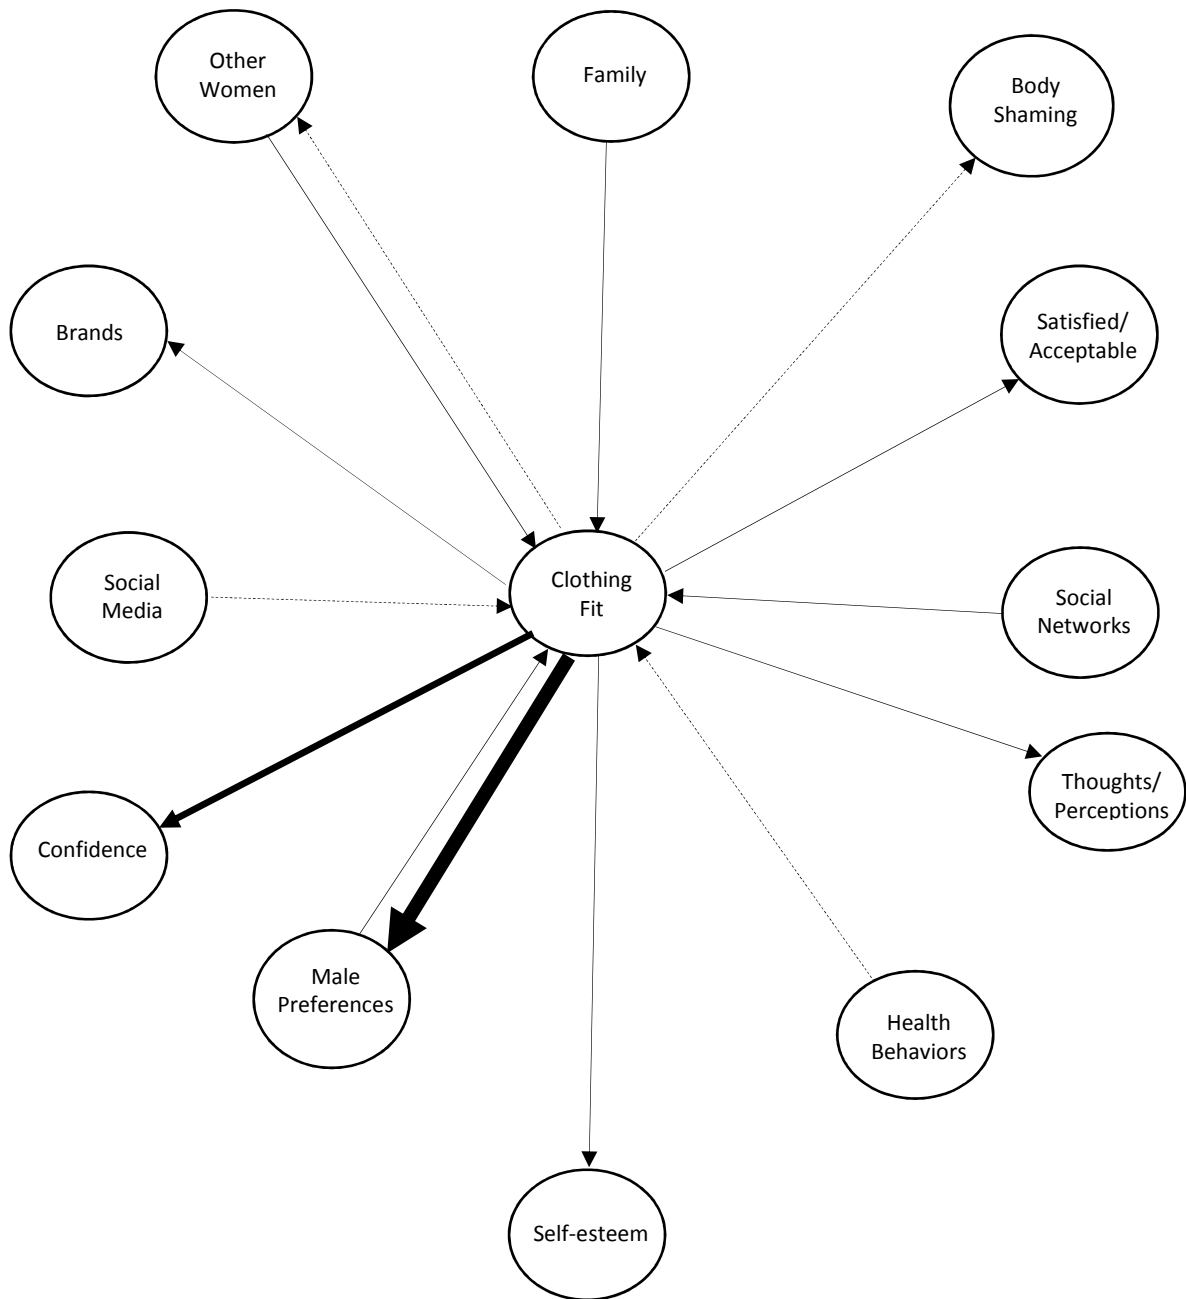 Other
Women
Family
Body
Shaming
Brands
Satisfied/
Acceptable
Clothing
Fit
Social
Media
Social
Networks
Thoughts/
Perceptions
Confidence
Male
Preferences
Health
Behaviors
Self-esteem